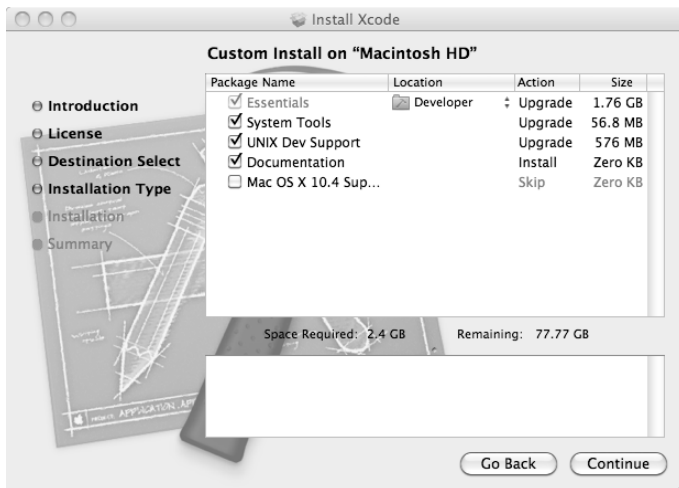 Install Xcode
Custom Install on “Macintosh HD”
Introduction
License
Destination Select
Installation Type
Installation
Summary
Package Name Location Action Size
Essentials Developer Upgrade 1.76 GB
System Tools Upgrade 56.8 MB
UNIX Dev Support Upgrade 576 MB
Documentation Install Zero KB
Mac OS X 10.4 Sup... Skip Zero KB
Space Required: 2.4 GB Remaining: 77.77 GB
APPLICATION.APP
Go Back Continue